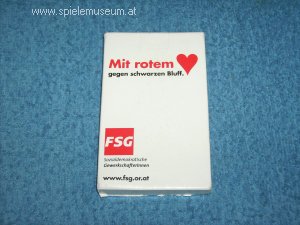 www.spielemuseum.at
Mit rotem
gegen schwarzen Bluff.
FSG
Sozialdemokratische
GewerkschafterInnen
www.fsg.or.at